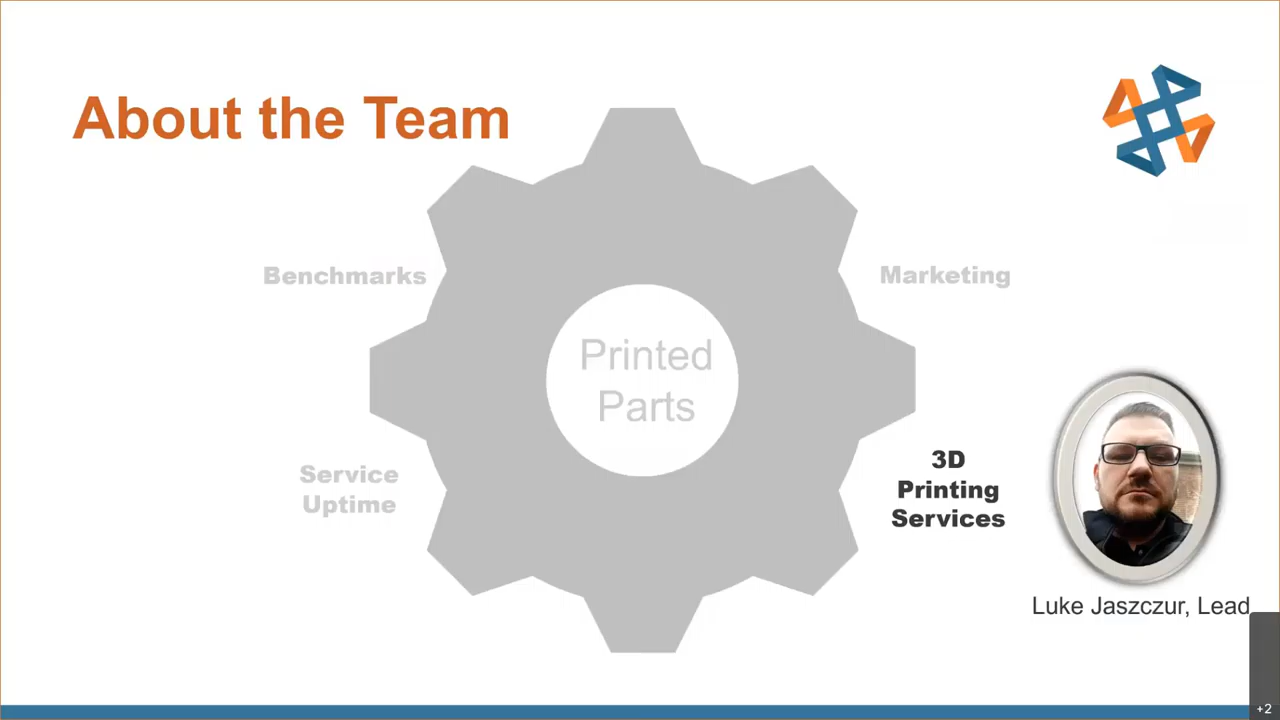 About the Team
Benchmarks
Marketing
Printed
Parts
Service
Uptime
3D
Printing
Services
Luke Jaszczur, Lead
+2